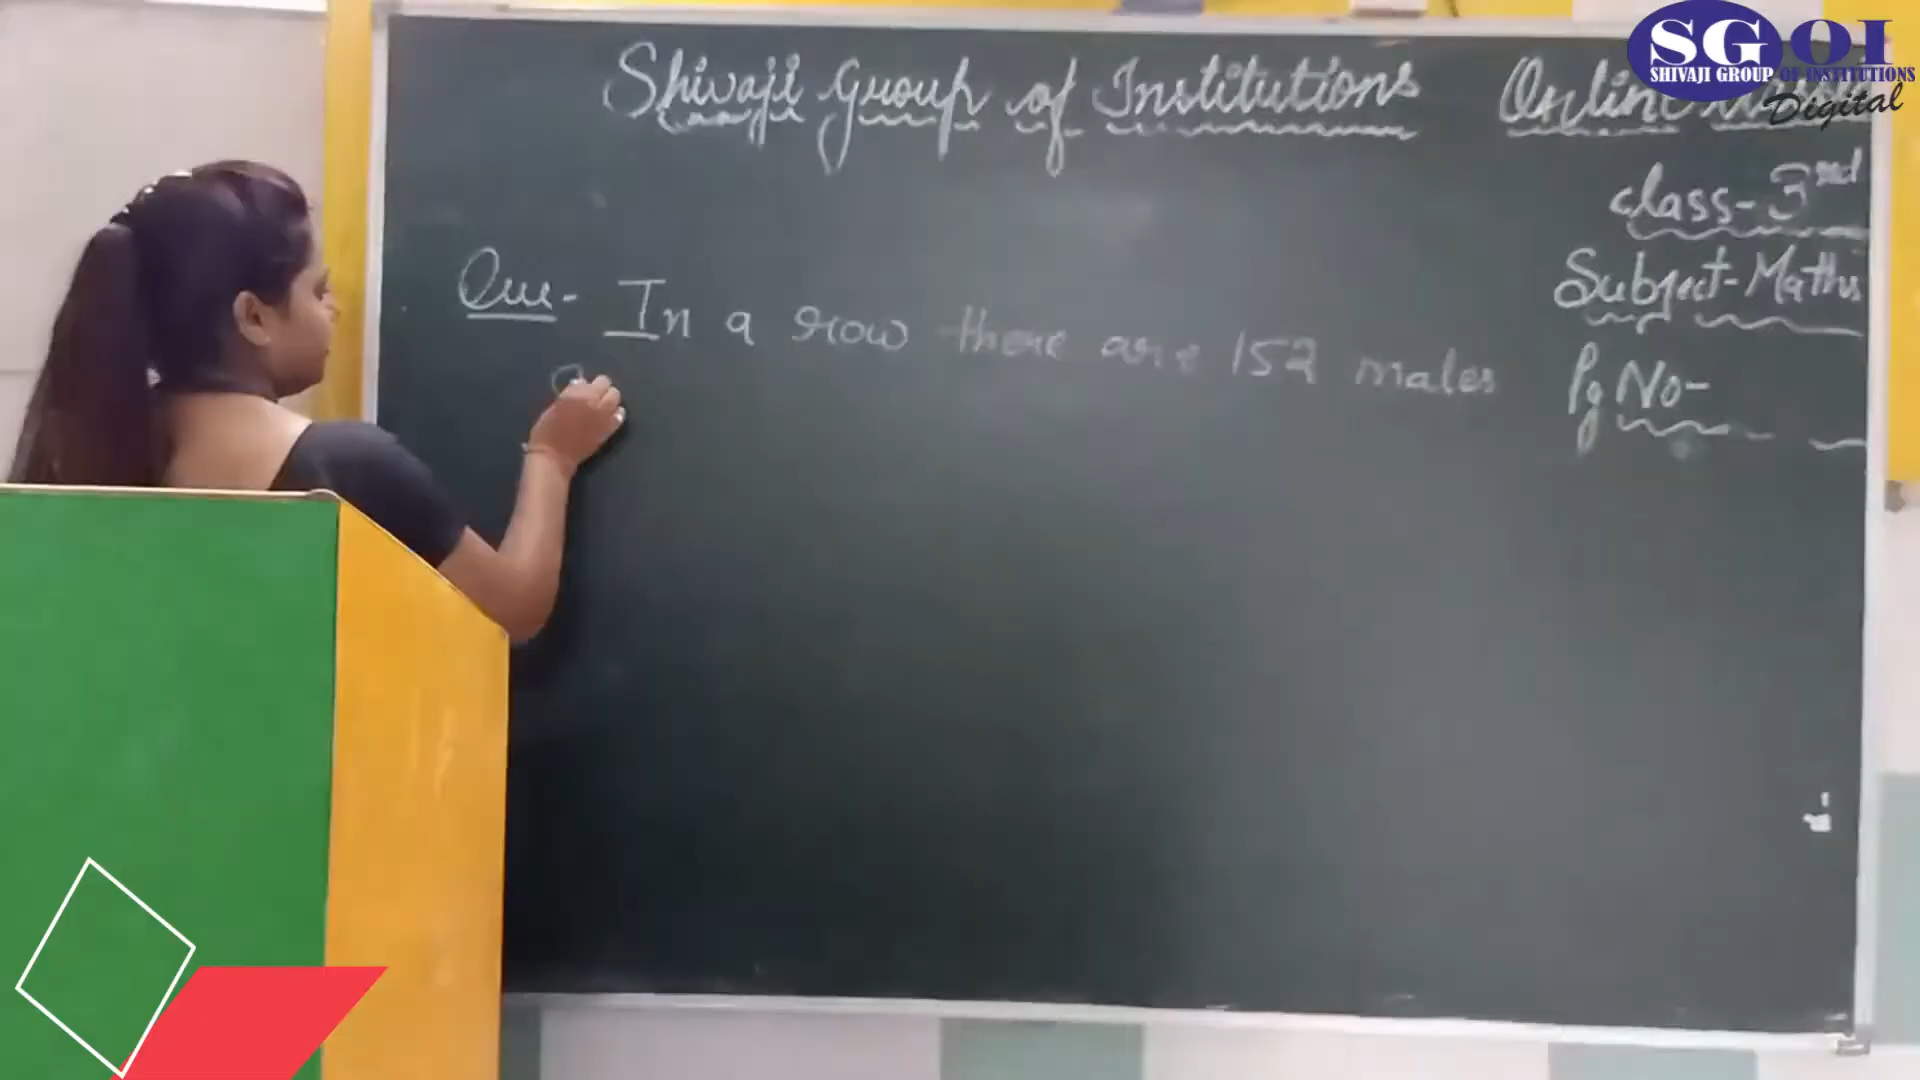 Shivaji Group of Institutions
SGOI
SHIVAJI GROUP OF INSTITUTIONS
Digital
Online
class-3rd
Subject-Maths
Pg No-
Que- In a row there are 152 males